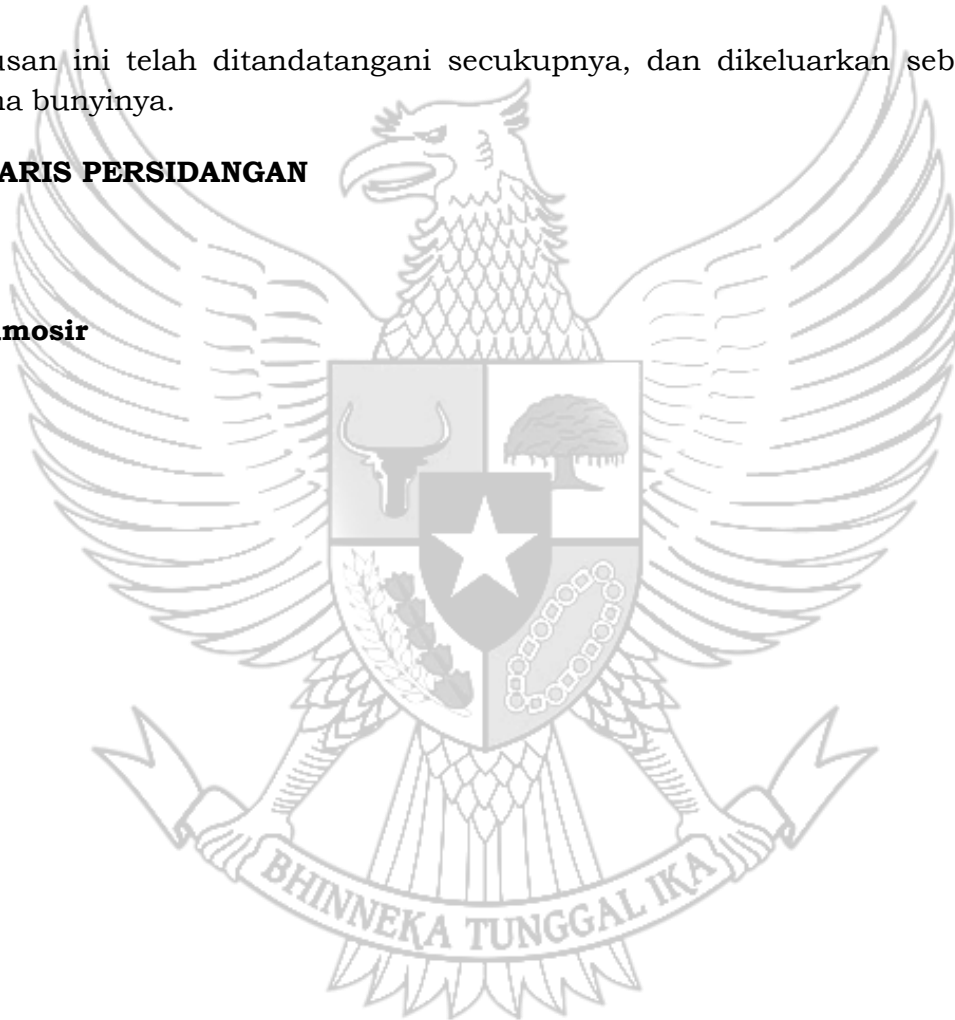 usan ini telah ditandatangani secukupnya, dan dikeluarkan seb
na bunyinya.
ARIS PERSIDANGAN
mosir
BHINNEKA TUNGGAL IKA